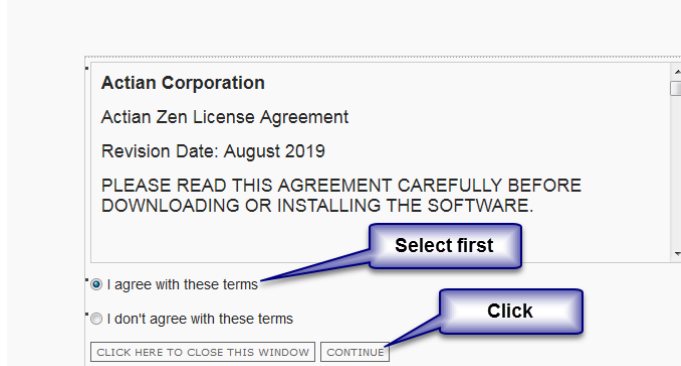 Actian Corporation
Actian Zen License Agreement
Revision Date: August 2019
PLEASE READ THIS AGREEMENT CAREFULLY BEFORE
DOWNLOADING OR INSTALLING THE SOFTWARE.
Select first
I agree with these terms
Click
I don't agree with these terms
CLICK HERE TO CLOSE THIS WINDOW CONTINUE